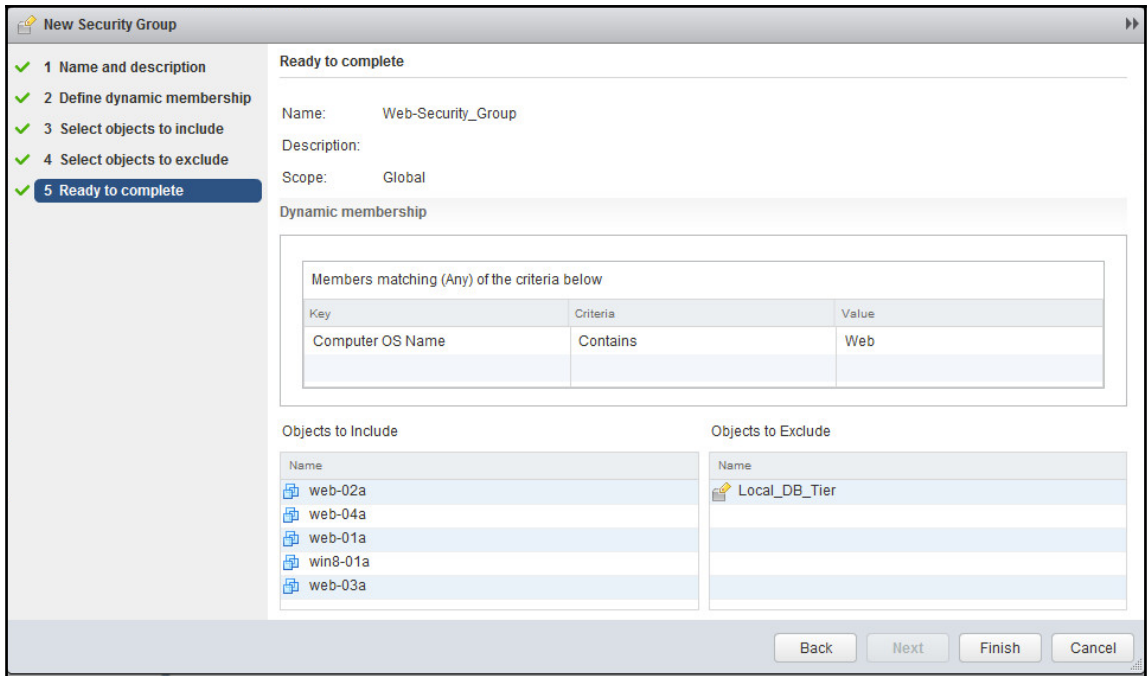 New Security Group
1 Name and description
2 Define dynamic membership
3 Select objects to include
4 Select objects to exclude
5 Ready to complete
Ready to complete
Name: Web-Security_Group
Description:
Scope: Global
Dynamic membership
Members matching (Any) of the criteria below
Key Criteria Value
Computer OS Name Contains Web
Objects to Include
Name
web-02a
web-04a
web-01a
win8-01a
web-03a
Objects to Exclude
Name
Local_DB_Tier
Back Next Finish Cancel